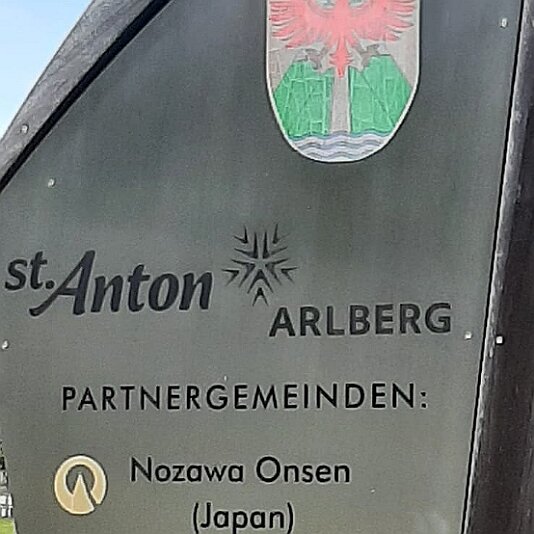 st. Anton
ARLBERG
PARTNERGEMEINDEN:
Nozawa Onsen
(Japan)